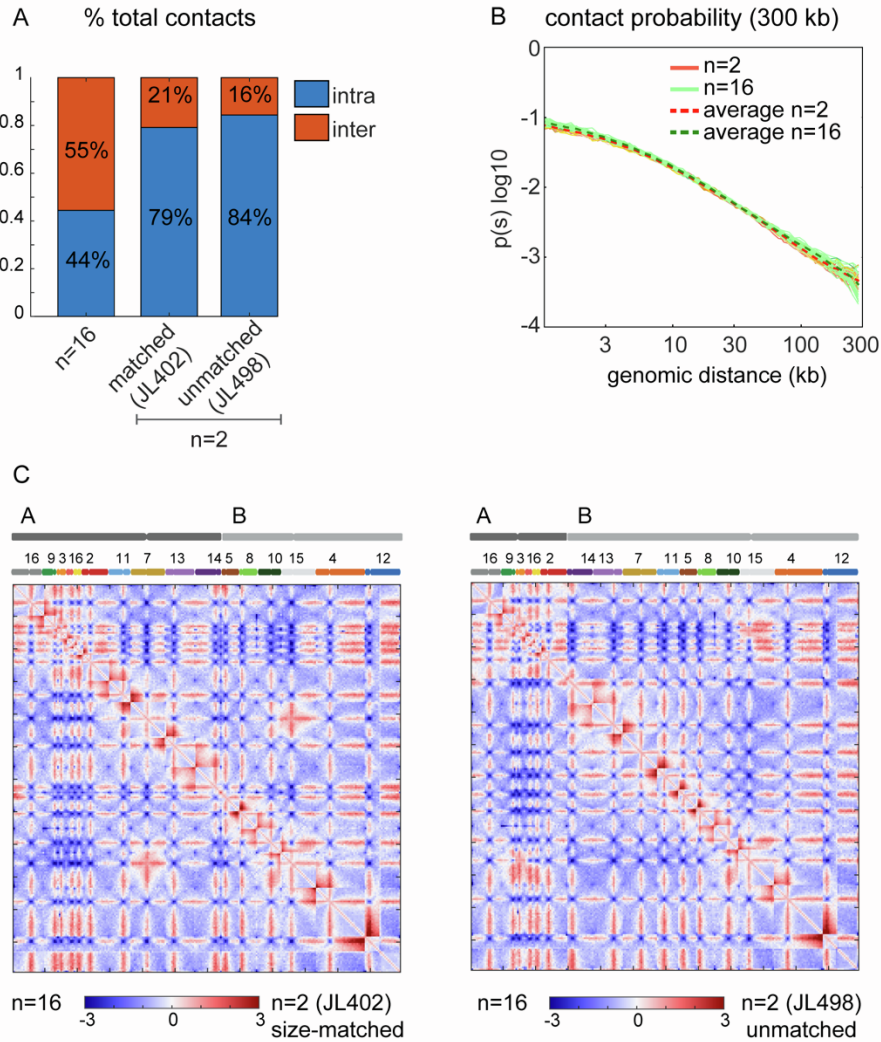 A % total contacts
1
0.8
0.6
0.4
0.2
0
55%
44%
21%
79%
16%
84%
intra
inter
n=16
matched
(JL402)
unmatched
(JL498)
n=2
B contact probability (300 kb)
n=2
n=16
average n=2
average n=16
p(s) log10
-1
-2
-3
-4
3 10 30 100 300
genomic distance (kb)
C
A B
16 9 3 16 2 11 7 13 14 5 8 10 15 4 12
n=16 -3 0 3 n=2 (JL402)
size-matched
A B
16 9 3 16 2 14 13 7 11 5 8 10 15 4 12
n=16 -3 0 3 n=2 (JL498)
unmatched